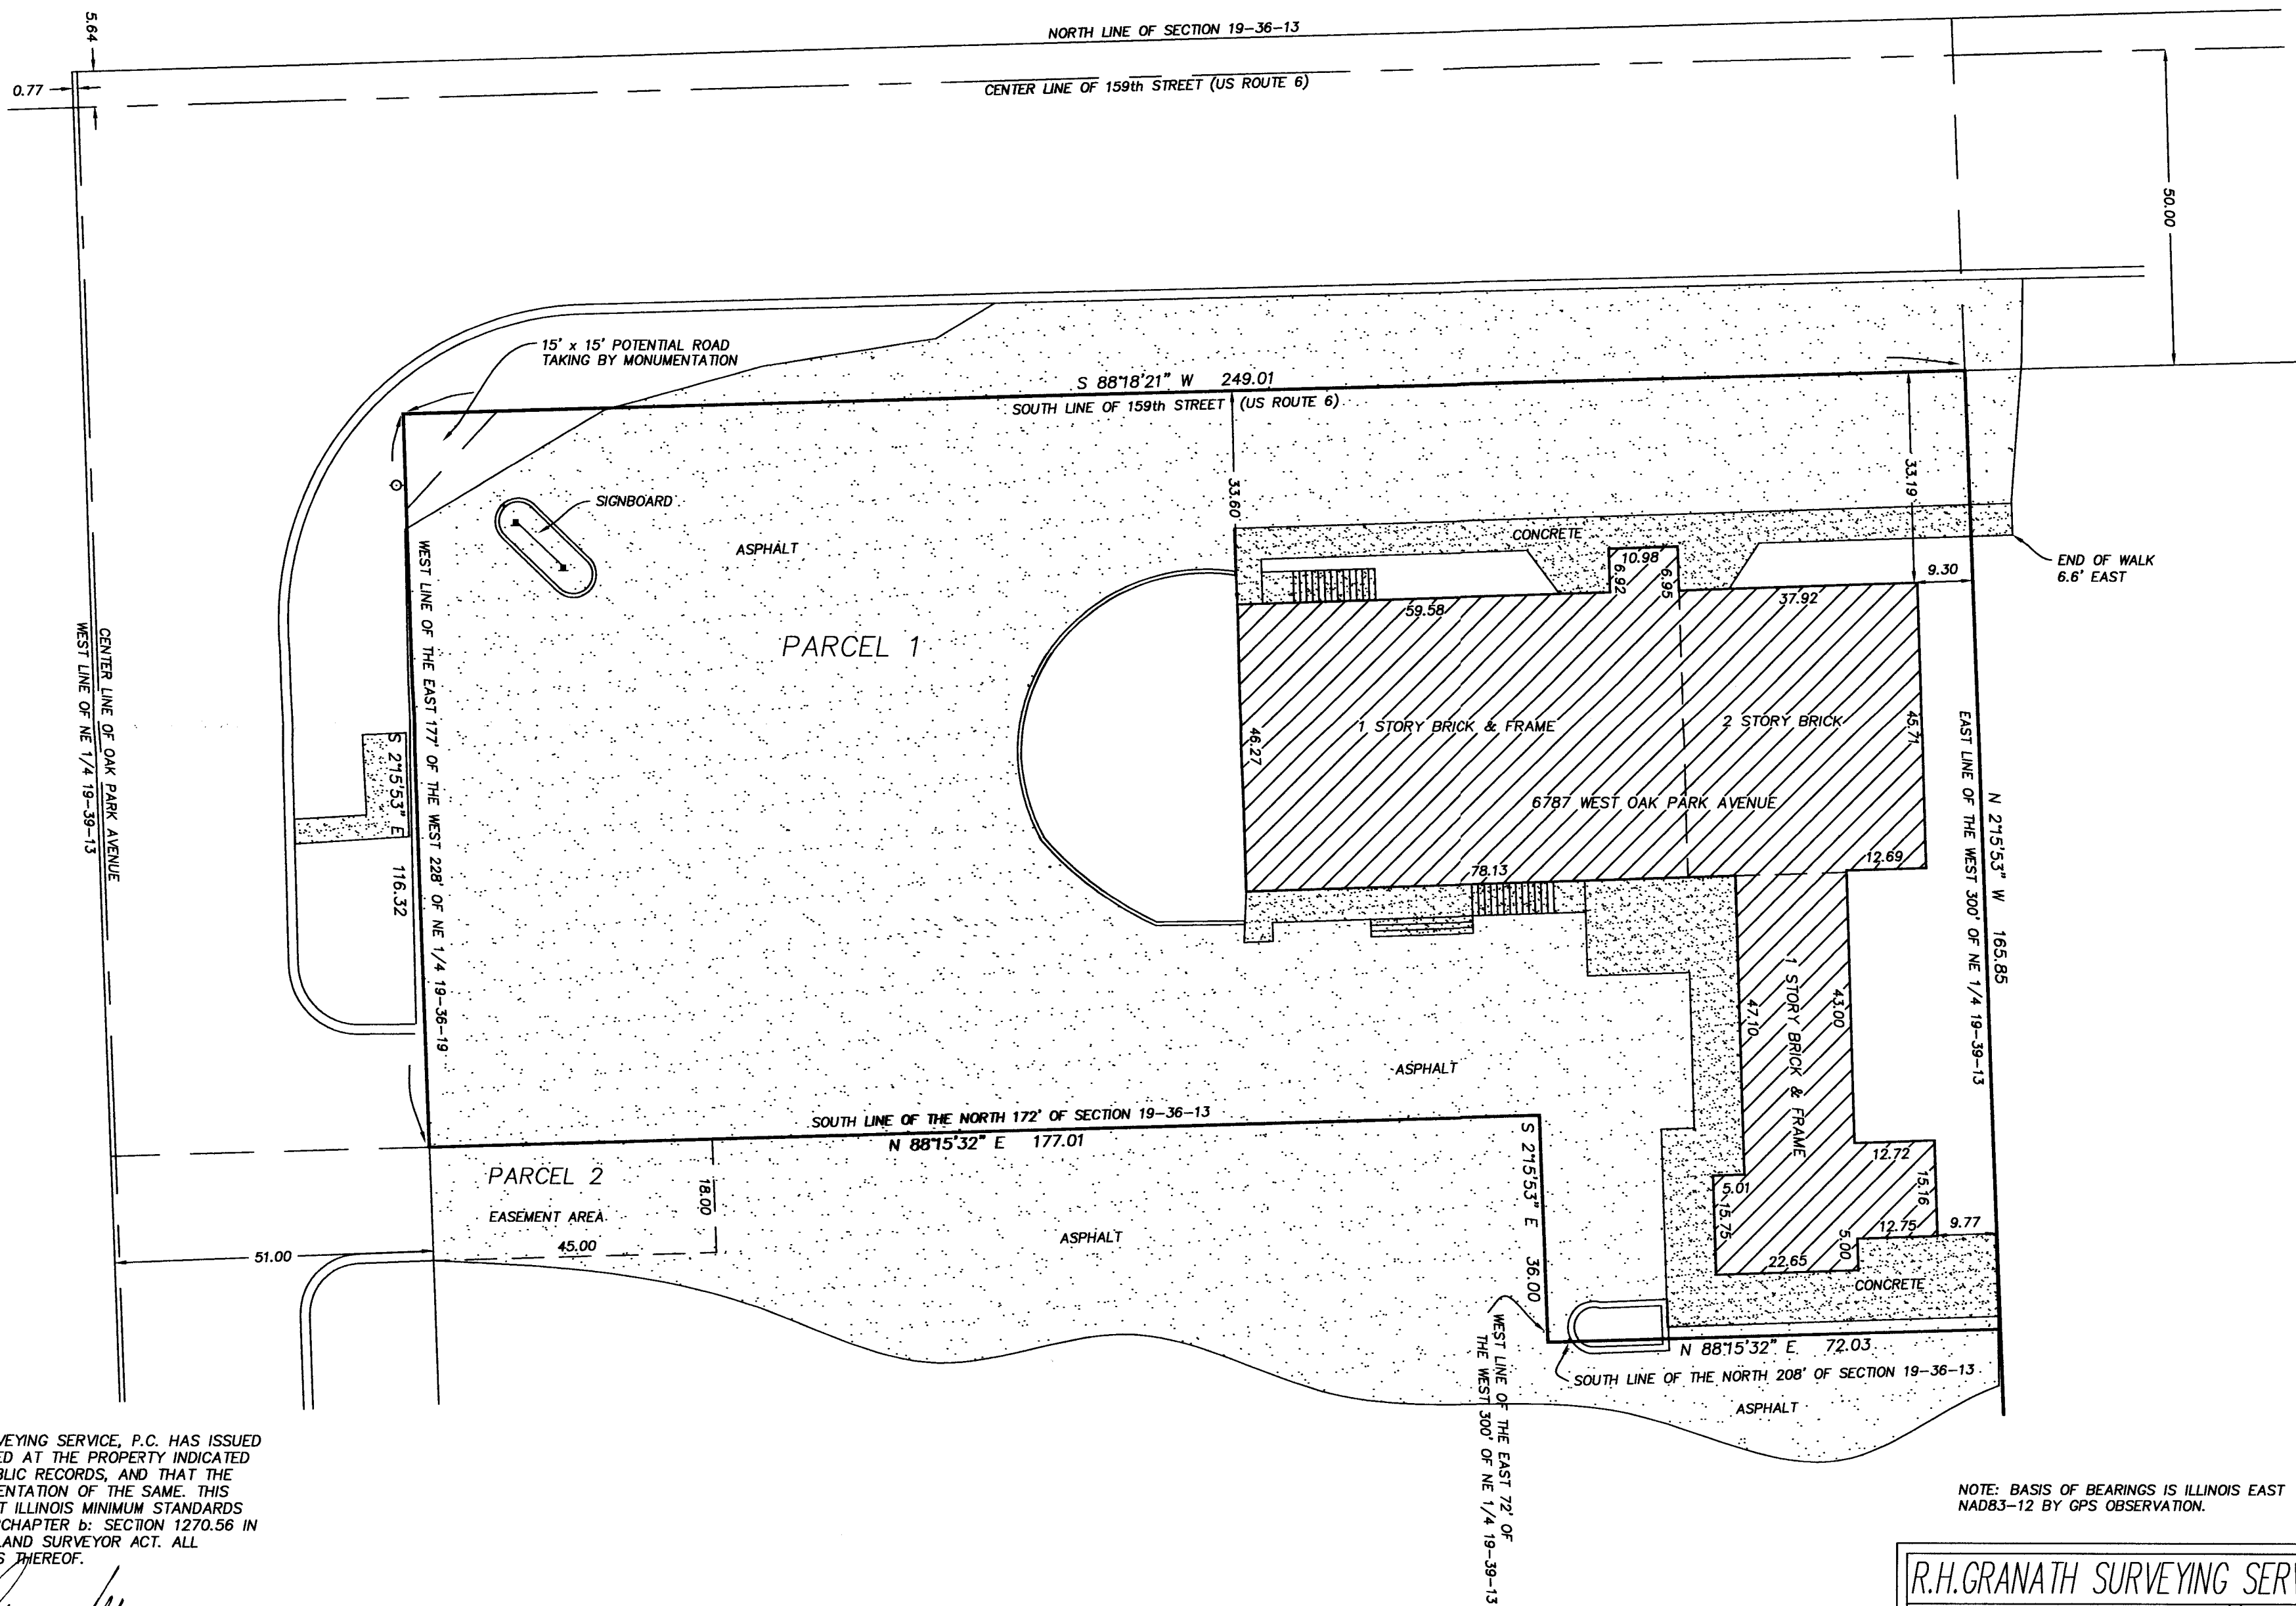 NORTH LINE OF SECTION 19-36-13
5.64
0.77
CENTER LINE OF 159th STREET (US ROUTE 6)
50.00
15' x 15' POTENTIAL ROAD
TAKING BY MONUMENTATION
S 88°18'21" W 249.01
SOUTH LINE OF 159th STREET (US ROUTE 6)
33.60
33.19
SIGNBOARD
ASPHALT
CONCRETE
10.98
6.92
6.95
END OF WALK
6.6' EAST
9.30
59.58
37.92
PARCEL 1
CENTER LINE OF OAK PARK AVENUE
WEST LINE OF NE 1/4 19-39-13
WEST LINE OF THE EAST 177' OF THE WEST 228' OF NE 1/4 19-36-19
S 2°15'53" E 116.32
46.27
1 STORY BRICK & FRAME
2 STORY BRICK
45.71
6787 WEST OAK PARK AVENUE
EAST LINE OF THE WEST 300' OF NE 1/4 19-39-13
N 2°15'53" W 165.85
12.69
78.13
47.10
1 STORY BRICK & FRAME
43.00
ASPHALT
SOUTH LINE OF THE NORTH 172' OF SECTION 19-36-13
N 88°15'32" E 177.01
S 2°15'53" E 36.00
12.72
15.16
5.01
15.75
12.75
9.77
5.00
22.65
CONCRETE
PARCEL 2
EASEMENT AREA
18.00
45.00
51.00
ASPHALT
N 88°15'32" E 72.03
SOUTH LINE OF THE NORTH 208' OF SECTION 19-36-13
ASPHALT
WEST LINE OF THE EAST 72' OF
THE WEST 300' OF NE 1/4 19-39-13
VEYING SERVICE, P.C. HAS ISSUED
ED AT THE PROPERTY INDICATED
BLIC RECORDS, AND THAT THE
ENTATION OF THE SAME. THIS
T ILLINOIS MINIMUM STANDARDS
CHAPTER b: SECTION 1270.56 IN
LAND SURVEYOR ACT. ALL
S THEREOF.
NOTE: BASIS OF BEARINGS IS ILLINOIS EAST
NAD83-12 BY GPS OBSERVATION.
R.H.GRANATH SURVEYING SERV